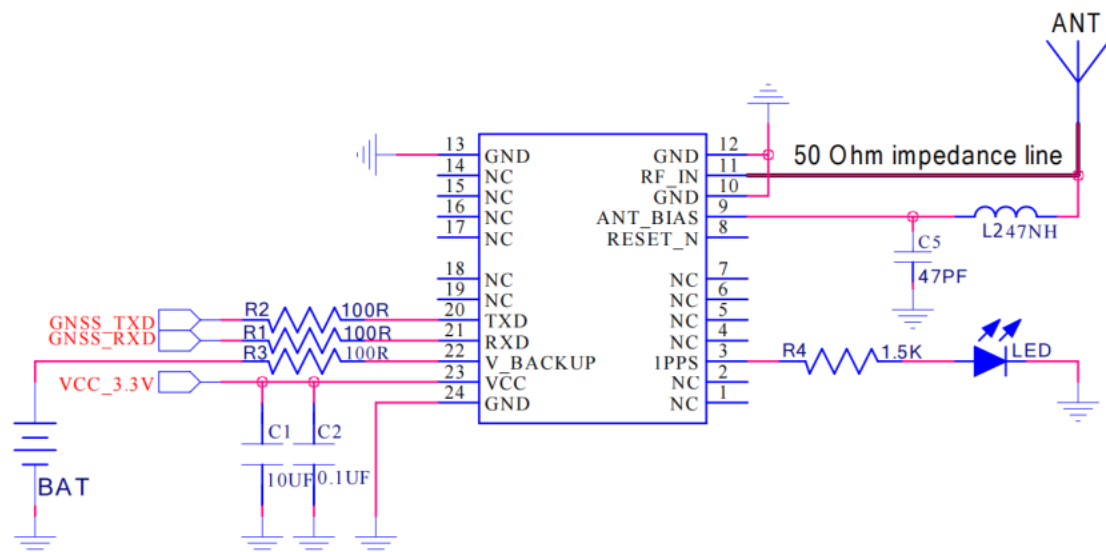 ANT
50 Ohm impedance line
13 GND
14 NC
15 NC
16 NC
17 NC
18 NC
19 NC
20 TXD
21 RXD
22 V_BACKUP
23 VCC
24 GND
GND 12
RF_IN 11
GND 10
ANT_BIAS 9
RESET_N 8
NC 7
NC 6
NC 5
NC 4
1PPS 3
NC 2
NC 1
L2 47NH
C5
47PF
R4 1.5K LED
GNSS_TXD R2 100R
GNSS_RXD R1 100R
R3 100R
VCC_3.3V
C1 C2
10UF 0.1UF
BAT